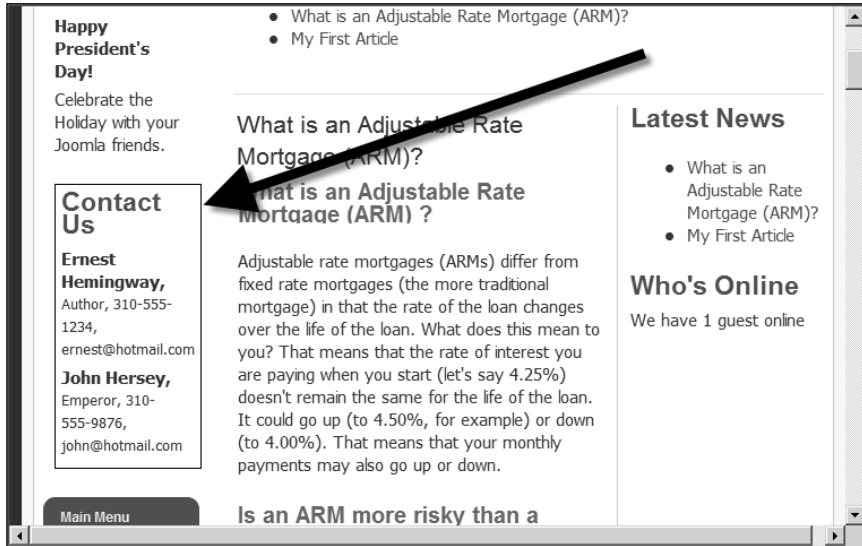 Happy
President's
Day!
Celebrate the
Holiday with your
Joomla friends.
Contact
Us
Ernest
Hemingway,
Author, 310-555-
1234,
ernest@hotmail.com
John Hersey,
Emperor, 310-
555-9876,
john@hotmail.com
Main Menu
• What is an Adjustable Rate Mortgage (ARM)?
• My First Article
What is an Adjustable Rate
Mortgage (ARM)?
What is an Adjustable Rate
Mortgage (ARM) ?
Adjustable rate mortgages (ARMs) differ from
fixed rate mortgages (the more traditional
mortgage) in that the rate of the loan changes
over the life of the loan. What does this mean to
you? That means that the rate of interest you
are paying when you start (let's say 4.25%)
doesn't remain the same for the life of the loan.
It could go up (to 4.50%, for example) or down
(to 4.00%). That means that your monthly
payments may also go up or down.
Is an ARM more risky than a
Latest News
• What is an
Adjustable Rate
Mortgage (ARM)?
• My First Article
Who's Online
We have 1 guest online